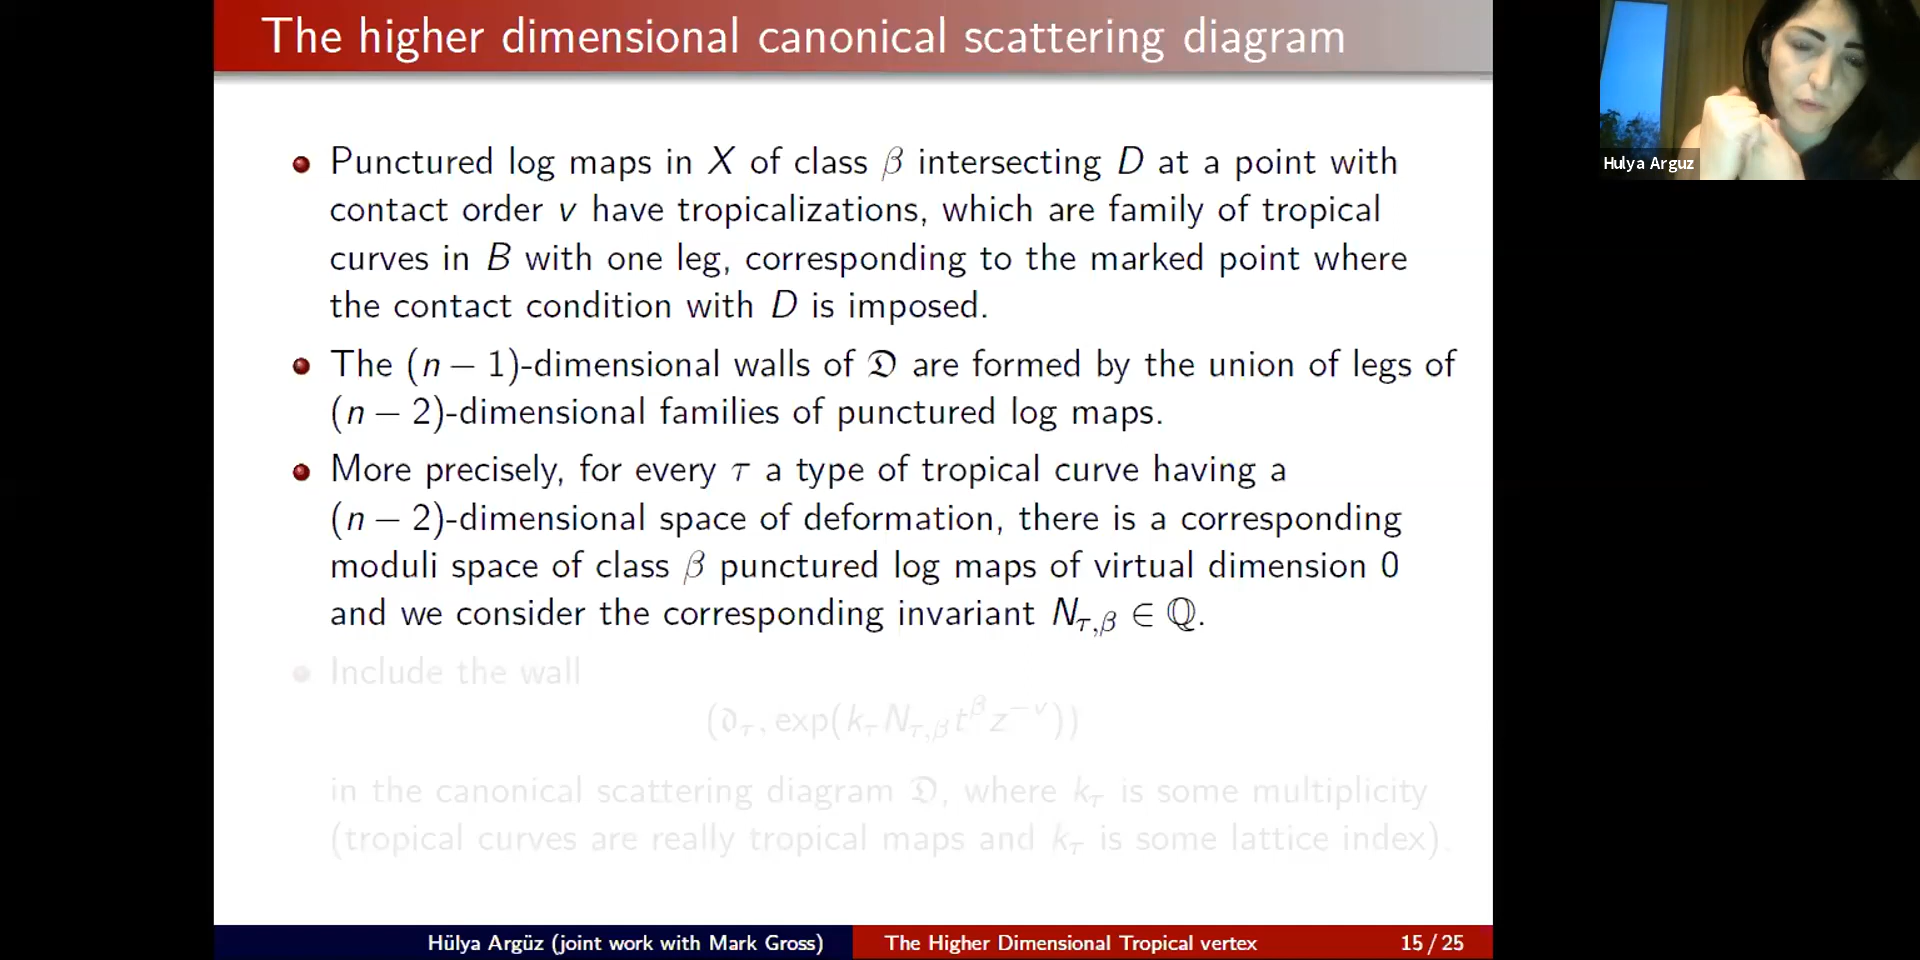 The higher dimensional canonical scattering diagram
Hulya Arguz
Punctured log maps in X of class β intersecting D at a point with
contact order v have tropicalizations, which are family of tropical
curves in B with one leg, corresponding to the marked point where
the contact condition with D is imposed.
The (n − 1)-dimensional walls of 𝔇 are formed by the union of legs of
(n − 2)-dimensional families of punctured log maps.
More precisely, for every τ a type of tropical curve having a
(n − 2)-dimensional space of deformation, there is a corresponding
moduli space of class β punctured log maps of virtual dimension 0
and we consider the corresponding invariant N_{τ,β} ∈ ℚ.
Include the wall
(𝔡_τ, exp(k_τ N_{τ,β} t^β z^{−v}))
in the canonical scattering diagram 𝔇, where k_τ is some multiplicity
(tropical curves are really tropical maps and k_τ is some lattice index).
Hülya Argüz (joint work with Mark Gross)
The Higher Dimensional Tropical vertex
15 / 25